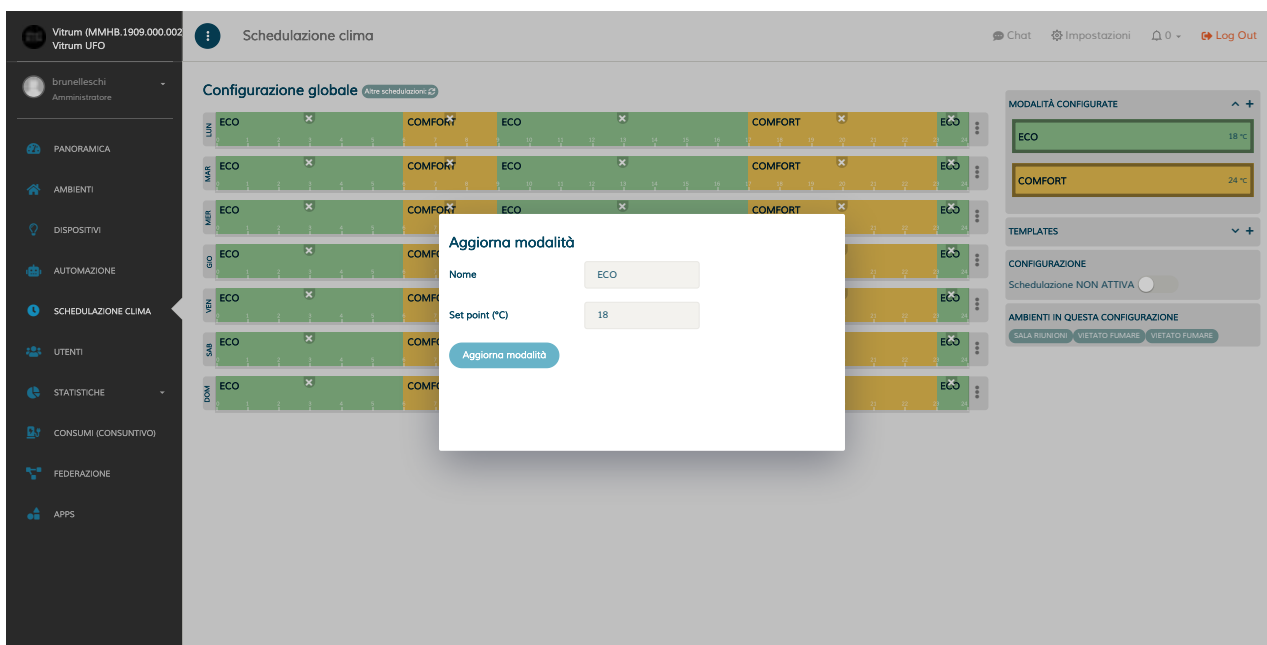 Vitrum (MMHB.1909.000.002
Vitrum UFO
Schedulazione clima
Chat
Impostazioni
0
Log Out
brunelleschi
Amministratore
PANORAMICA
AMBIENTI
DISPOSITIVI
AUTOMAZIONE
SCHEDULAZIONE CLIMA
UTENTI
STATISTICHE
CONSUMI (CONSUNTIVO)
FEDERAZIONE
APPS
Configurazione globale
Altre schedulazioni:
LUN ECO COMFORT ECO COMFORT ECO
MAR ECO COMFORT ECO COMFORT ECO
MER ECO COMFORT ECO COMFORT ECO
GIO ECO COMF ECO
VEN ECO COMF ECO
SAB ECO COMF ECO
DOM ECO COMF ECO
Aggiorna modalità
Nome
ECO
Set point (°C)
18
Aggiorna modalità
MODALITÀ CONFIGURATE
ECO 18 °C
COMFORT 24 °C
TEMPLATES
CONFIGURAZIONE
Schedulazione NON ATTIVA
AMBIENTI IN QUESTA CONFIGURAZIONE
SALA RIUNIONI VIETATO FUMARE VIETATO FUMARE